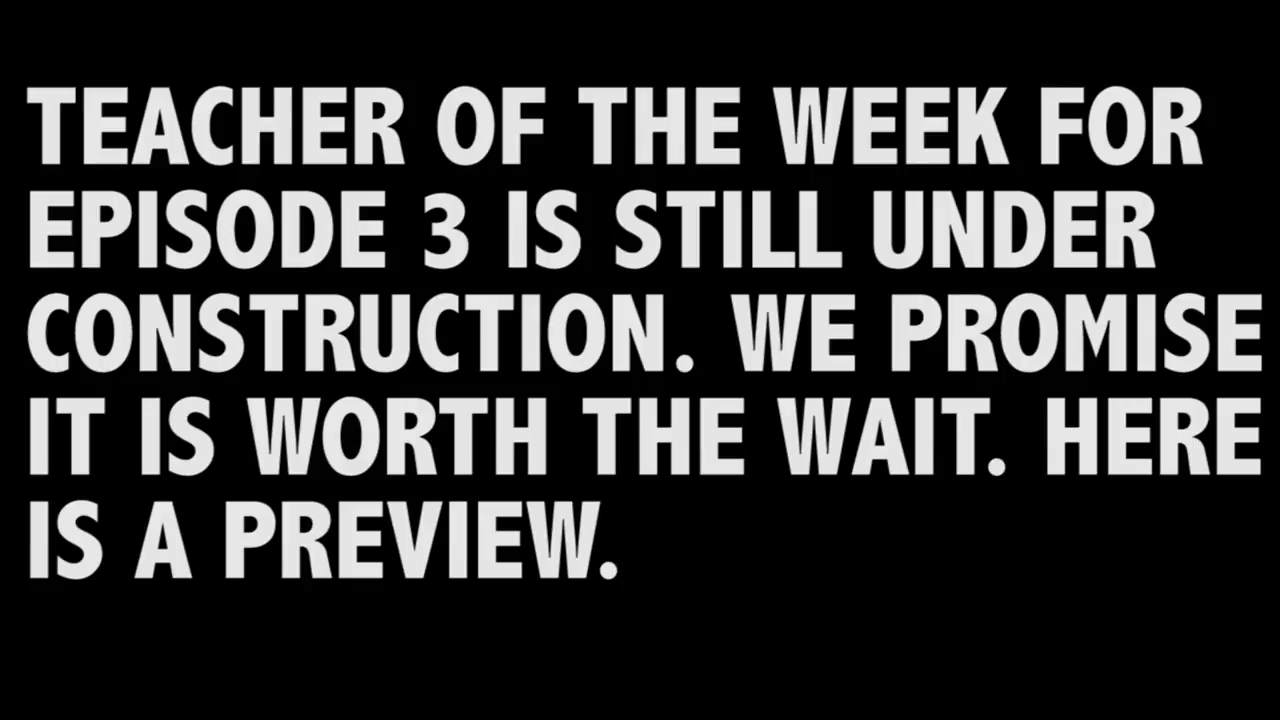 TEACHER OF THE WEEK FOR
EPISODE 3 IS STILL UNDER
CONSTRUCTION. WE PROMISE
IT IS WORTH THE WAIT. HERE
IS A PREVIEW.